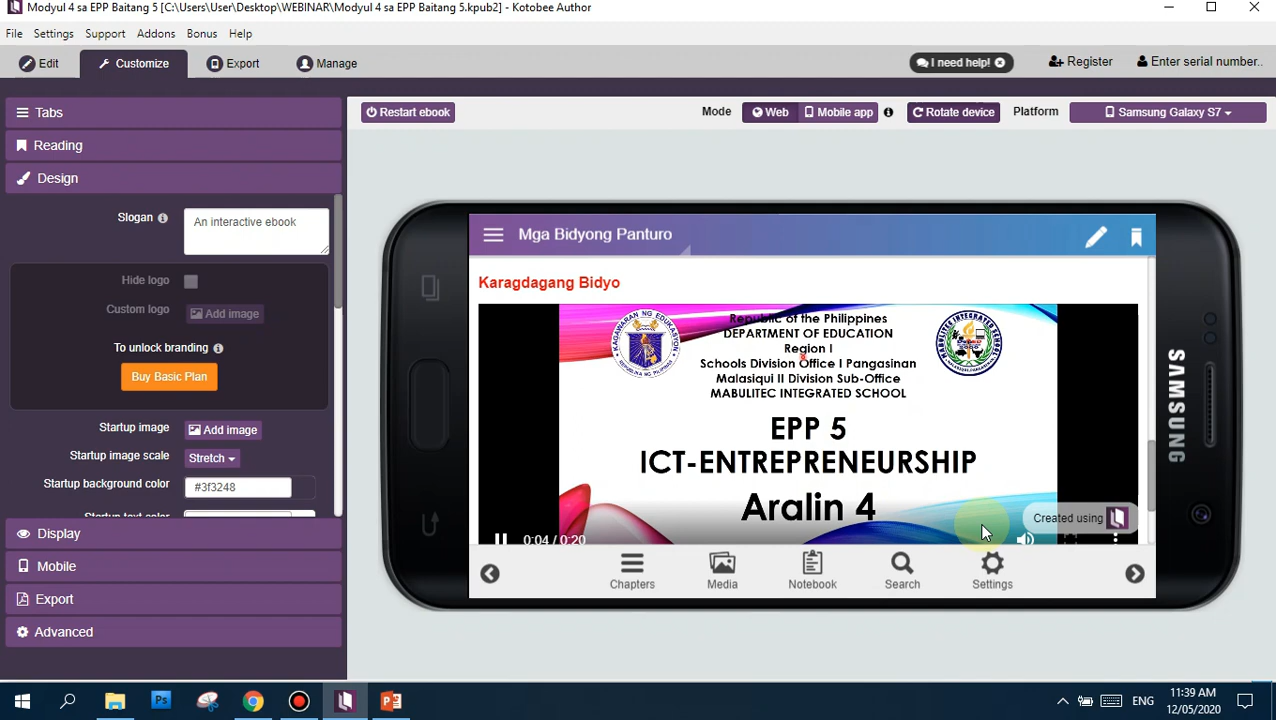 Modyul 4 sa EPP Baitang 5 [C:\Users\User\Desktop\WEBINAR\Modyul 4 sa EPP Baitang 5.kpub2] - Kotobee Author
File Settings Support Addons Bonus Help
Edit Customize Export Manage I need help! Register Enter serial number..
Tabs
Restart ebook Mode Web Mobile app Rotate device Platform Samsung Galaxy S7
Reading
Design
Slogan An interactive ebook
Hide logo
Custom logo Add image
To unlock branding
Buy Basic Plan
Startup image Add image
Startup image scale Stretch
Startup background color #3f3248
Startup text color
Display
Mobile
Export
Advanced
Mga Bidyong Panturo
Karagdagang Bidyo
Republic of the Philippines
DEPARTMENT OF EDUCATION
Region I
Schools Division Office I Pangasinan
Malasiqui II Division Sub-Office
MABULITEC INTEGRATED SCHOOL
EPP 5
ICT-ENTREPRENEURSHIP
Aralin 4
Created using
0:04 / 0:20
Chapters Media Notebook Search Settings
SAMSUNG
ENG
11:39 AM
12/05/2020